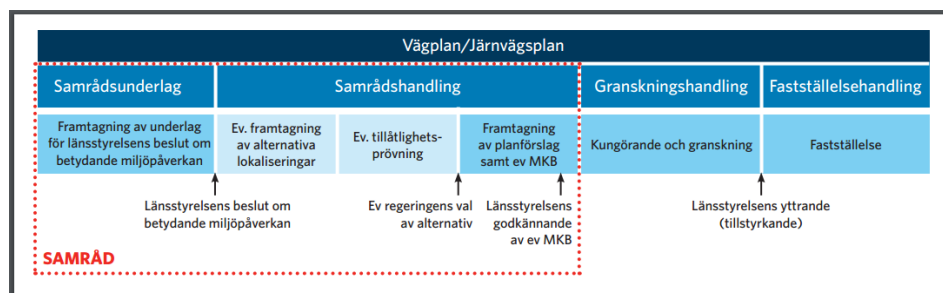 Vägplan/Järnvägsplan
Samrådsunderlag
Samrådshandling
Granskningshandling
Fastställelsehandling
Framtagning av underlag
för länsstyrelsens beslut om
betydande miljöpåverkan
Ev. framtagning
av alternativa
lokaliseringar
Ev. tillåtlighets-
prövning
Framtagning
av planförslag
samt ev MKB
Kungörande och granskning
Fastställelse
Länsstyrelsens beslut om
betydande miljöpåverkan
Ev regeringens val
av alternativ
Länsstyrelsens
godkännande
av ev MKB
Länsstyrelsens yttrande
(tillstyrkande)
SAMRÅD